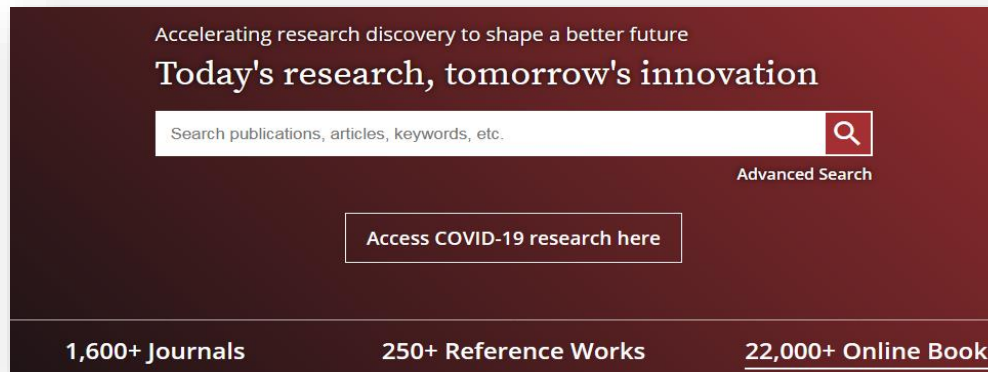 Accelerating research discovery to shape a better future
Today's research, tomorrow's innovation
Search publications, articles, keywords, etc.
Advanced Search
Access COVID-19 research here
1,600+ Journals 250+ Reference Works 22,000+ Online Book